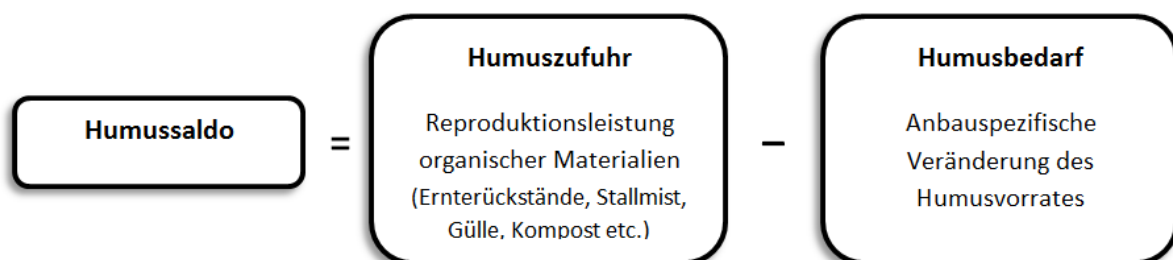 Humussaldo
=
Humuszufuhr
Reproduktionsleistung
organischer Materialien
(Ernterückstände, Stallmist,
Gülle, Kompost etc.)
–
Humusbedarf
Anbauspezifische
Veränderung des
Humusvorrates